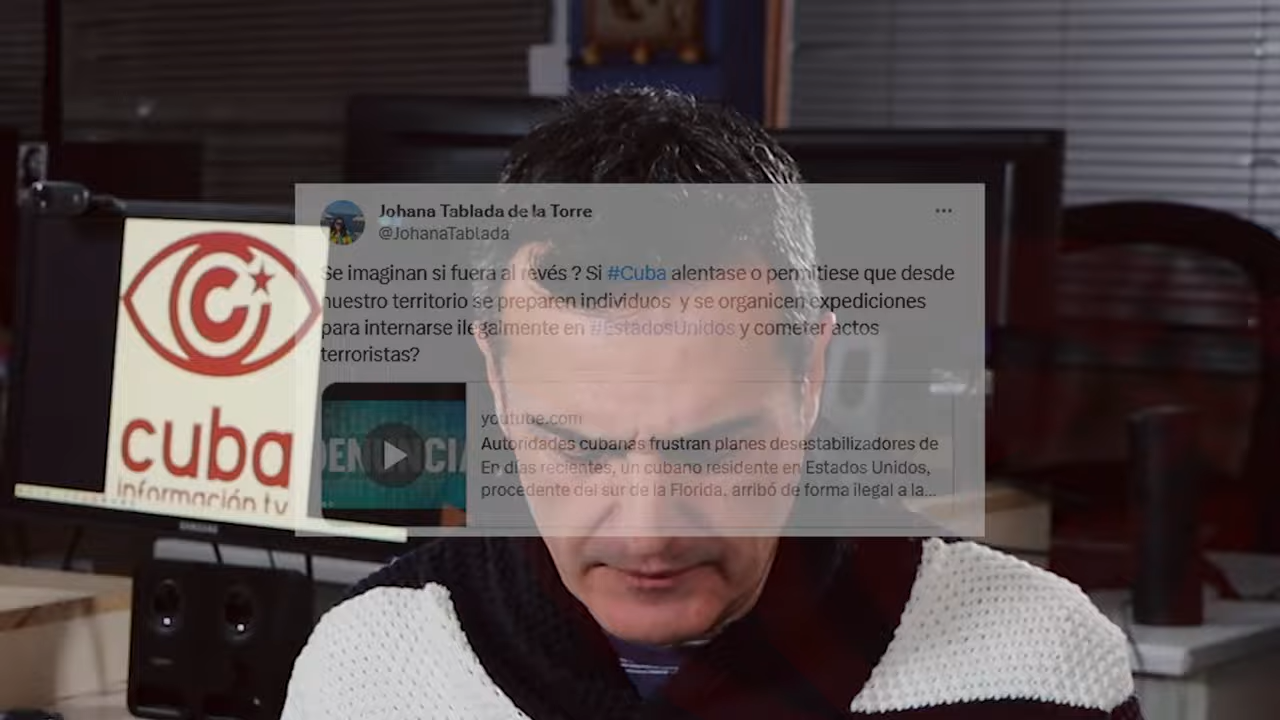 Johana Tablada de la Torre
@JohanaTablada
Se imaginan si fuera al revés ? Si #Cuba alentase o permitiese que desde
nuestro territorio se preparen individuos y se organicen expediciones
para internarse ilegalmente en #EstadosUnidos y cometer actos
terroristas?
DENUNCIA
youtube.com
Autoridades cubanas frustran planes desestabilizadores de
En días recientes, un cubano residente en Estados Unidos,
procedente del sur de la Florida, arribó de forma ilegal a la...
cuba
información.tv
SAMSUNG